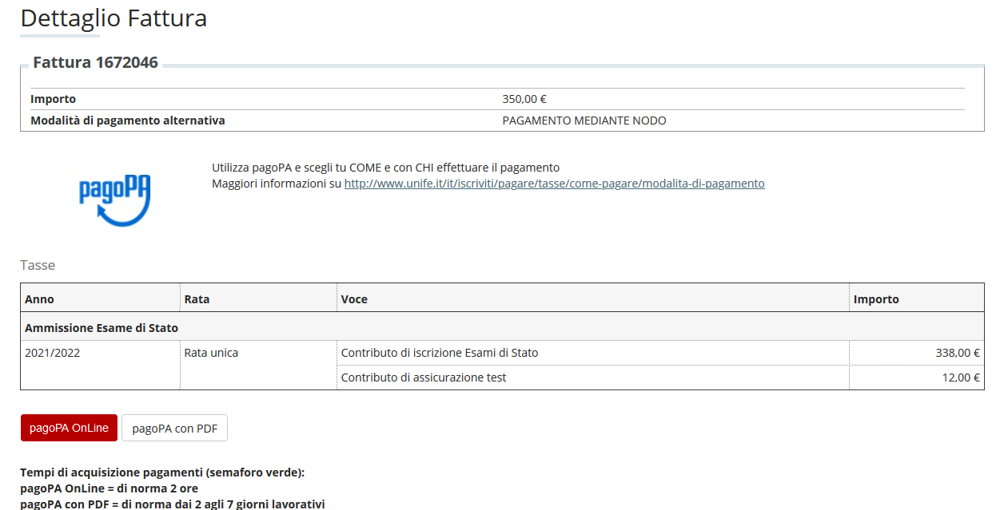 Dettaglio Fattura
Fattura 1672046
Importo 350,00 €
Modalità di pagamento alternativa PAGAMENTO MEDIANTE NODO
pagoPA
Utilizza pagoPA e scegli tu COME e con CHI effettuare il pagamento
Maggiori informazioni su http://www.unife.it/it/iscriviti/pagare/tasse/come-pagare/modalita-di-pagamento
Tasse
Anno Rata Voce Importo
Ammissione Esame di Stato
2021/2022 Rata unica Contributo di iscrizione Esami di Stato 338,00 €
Contributo di assicurazione test 12,00 €
pagoPA OnLine pagoPA con PDF
Tempi di acquisizione pagamenti (semaforo verde):
pagoPA OnLine = di norma 2 ore
pagoPA con PDF = di norma dai 2 agli 7 giorni lavorativi